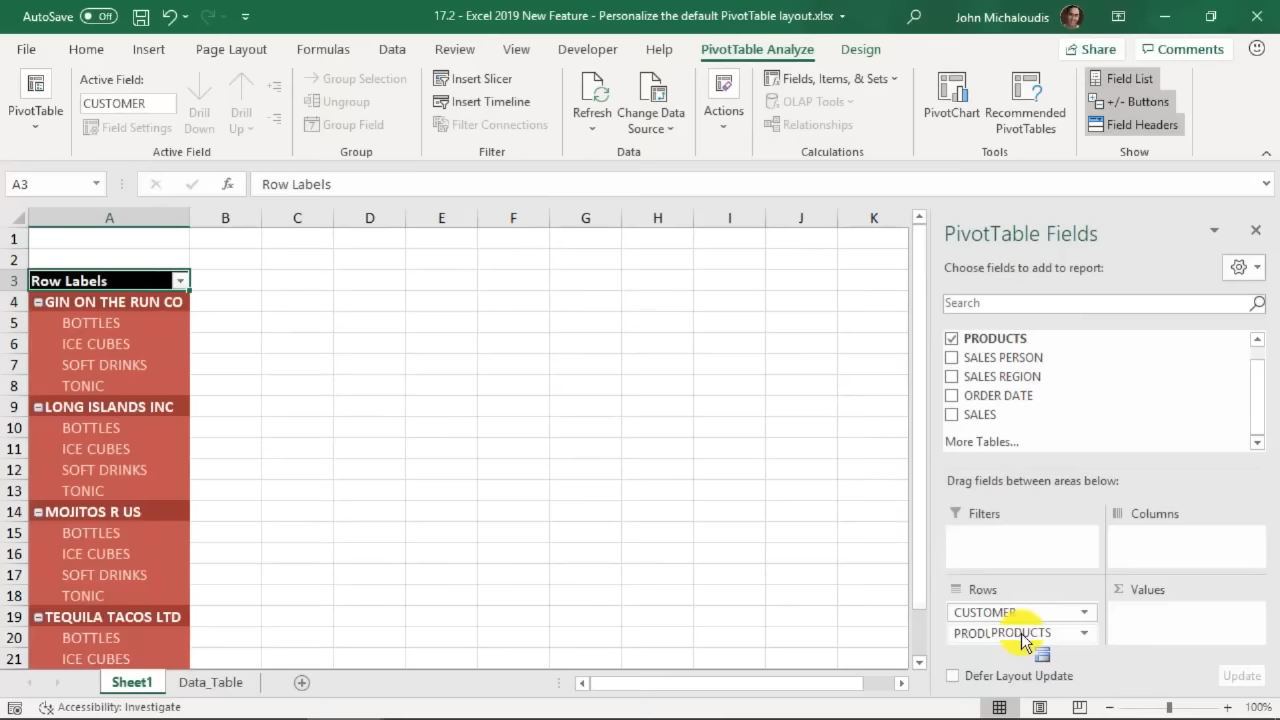 AutoSave Off
17.2 - Excel 2019 New Feature - Personalize the default PivotTable layout.xlsx
John Michaloudis
File Home Insert Page Layout Formulas Data Review View Developer Help PivotTable Analyze Design Share Comments
PivotTable
Active Field:
CUSTOMER
Field Settings
Drill Down
Drill Up
Active Field
Group Selection
Ungroup
Group Field
Group
Insert Slicer
Insert Timeline
Filter Connections
Filter
Refresh
Change Data Source
Data
Actions
Fields, Items, & Sets
OLAP Tools
Relationships
Calculations
PivotChart
Recommended PivotTables
Tools
Field List
+/- Buttons
Field Headers
Show
A3
fx
Row Labels
A B C D E F G H I J K
1
2
3 Row Labels
4 GIN ON THE RUN CO
5 BOTTLES
6 ICE CUBES
7 SOFT DRINKS
8 TONIC
9 LONG ISLANDS INC
10 BOTTLES
11 ICE CUBES
12 SOFT DRINKS
13 TONIC
14 MOJITOS R US
15 BOTTLES
16 ICE CUBES
17 SOFT DRINKS
18 TONIC
19 TEQUILA TACOS LTD
20 BOTTLES
21 ICE CUBES
PivotTable Fields
Choose fields to add to report:
Search
PRODUCTS
SALES PERSON
SALES REGION
ORDER DATE
SALES
More Tables...
Drag fields between areas below:
Filters
Columns
Rows
Σ Values
CUSTOMER
PRODU PRODUCTS
Defer Layout Update
Update
Sheet1 Data_Table
Accessibility: Investigate
100%